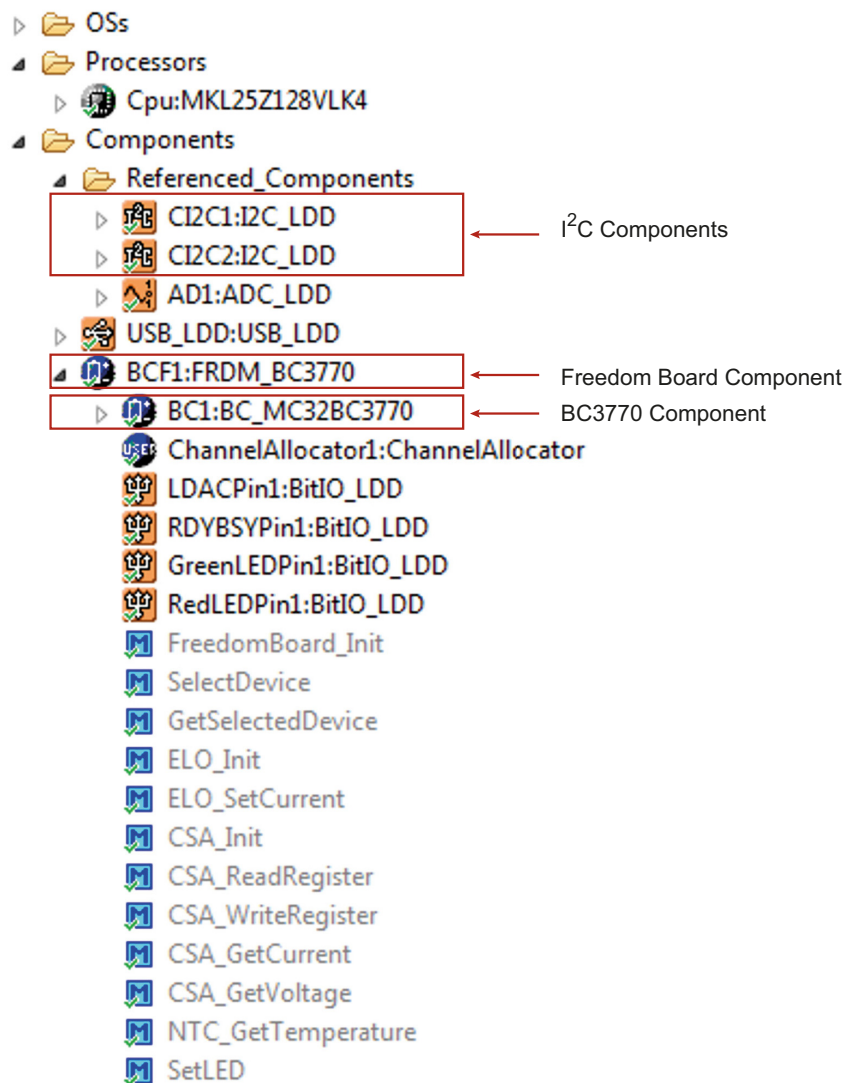 OSs
Processors
Cpu:MKL25Z128VLK4
Components
Referenced_Components
CI2C1:I2C_LDD
I²C Components
CI2C2:I2C_LDD
AD1:ADC_LDD
USB_LDD:USB_LDD
BCF1:FRDM_BC3770
Freedom Board Component
BC1:BC_MC32BC3770
BC3770 Component
ChannelAllocator1:ChannelAllocator
LDACPin1:BitIO_LDD
RDYBSYPin1:BitIO_LDD
GreenLEDPin1:BitIO_LDD
RedLEDPin1:BitIO_LDD
FreedomBoard_Init
SelectDevice
GetSelectedDevice
ELO_Init
ELO_SetCurrent
CSA_Init
CSA_ReadRegister
CSA_WriteRegister
CSA_GetCurrent
CSA_GetVoltage
NTC_GetTemperature
SetLED